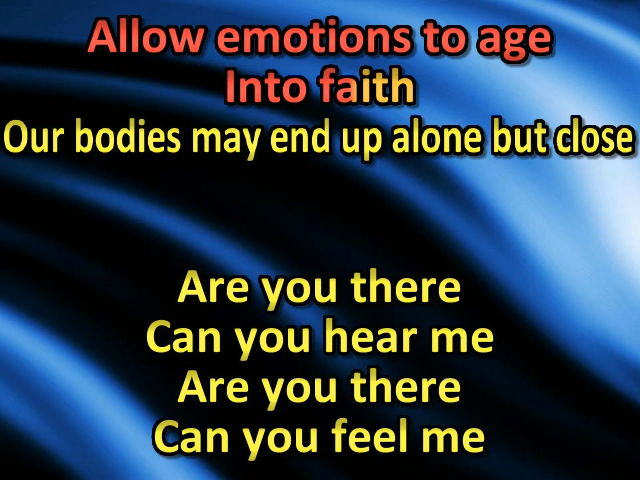 Allow emotions to age
Into faith
Our bodies may end up alone but close
Are you there
Can you hear me
Are you there
Can you feel me